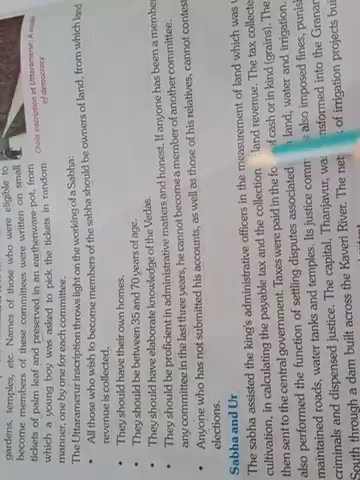 gardens, temples, etc. Names of those who were eligible to
become members of these committees were written on small
tickets of palm leaf and preserved in an earthenware pot, from
which a young boy was asked to pick the tickets in random
manner, one by one for each committee.
Chola inscription at Uttaramerur: A
of democracy
The Uttaramerur inscription throws light on the working of a Sabha:
• All those who wish to become members of the sabha should be owners of land, from which land
revenue is collected.
• They should have their own homes.
• They should be between 35 and 70 years of age.
• They should have elaborate knowledge of the Vedas.
• They should be proficient in administrative matters and honest. If anyone has been a member
any committee in the last three years, he cannot become a member of another committee.
• Anyone who has not submitted his accounts, as well as those of his relatives, cannot contest
elections.
Sabha and Ur
The sabha assisted the king's administrative officers in the measurement of land which was
cultivation, in calculating the payable tax and the collection land revenue. The tax collecte
then sent to the central government. Taxes were paid in the fo of cash or in kind (grains). The
also performed the function of settling disputes associated land, water, and irrigation.
maintained roads, water tanks and temples. Its justice comm also imposed fines, punish
criminals and dispensed justice. The capital, Thanjavur, was nsformed into the Granar
South through a dam built across the Kaveri River. The net of irrigation projects buil